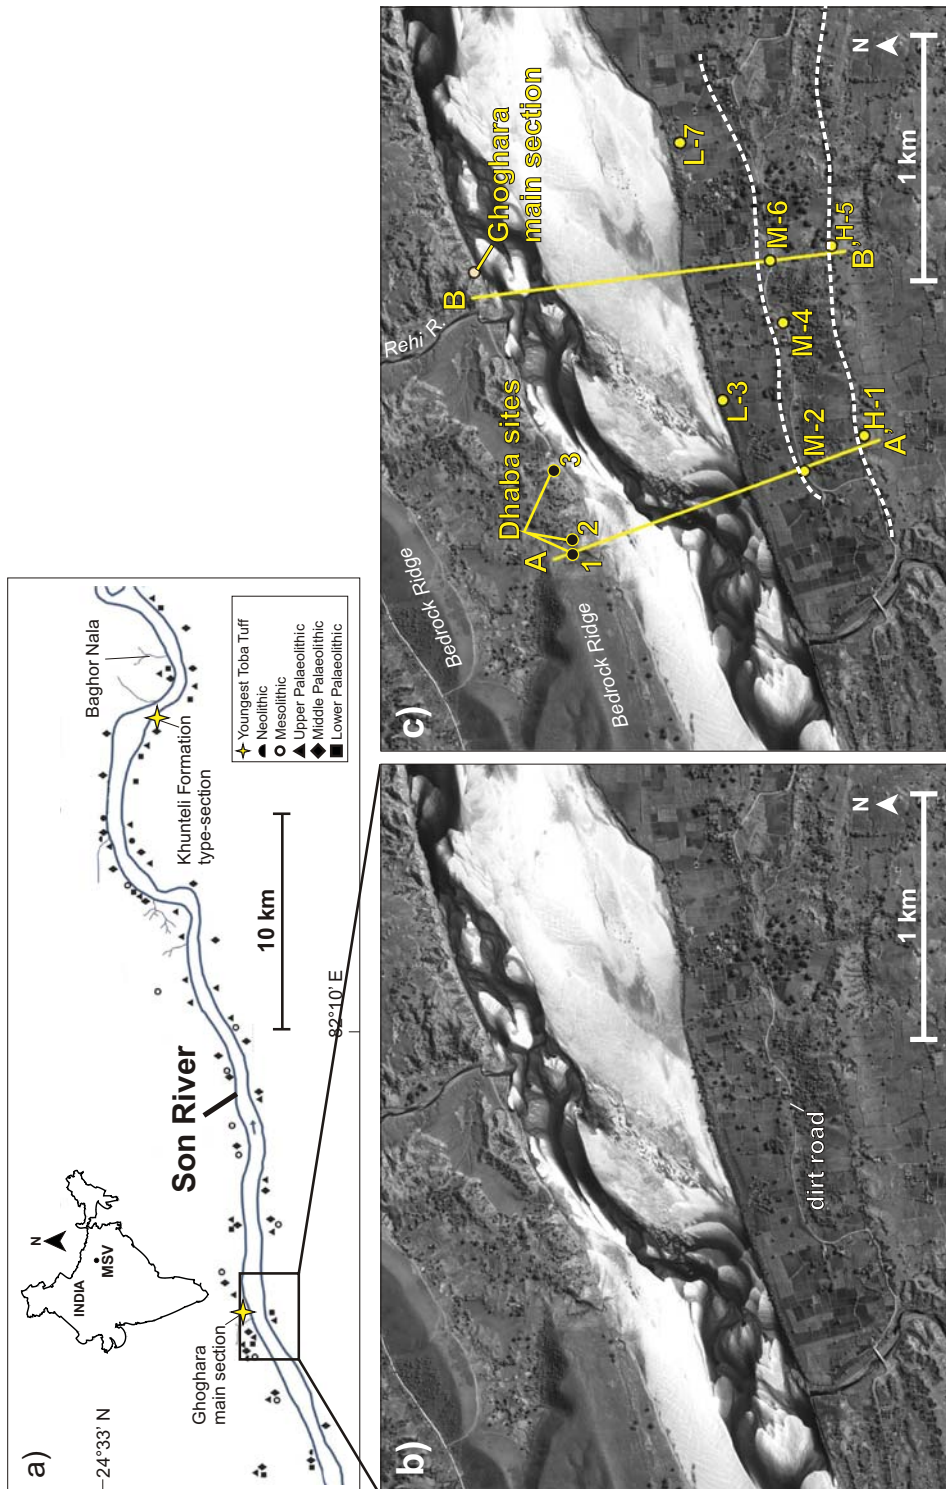 a)
24°33' N
INDIA
MSV
N
Son River
Ghoghara
main section
10 km
82°10' E
Baghor Nala
Khunteli Formation
type-section
Youngest Toba Tuff
Neolithic
Mesolithic
Upper Palaeolithic
Middle Palaeolithic
Lower Palaeolithic
b)
dirt road
N
1 km
c)
Bedrock Ridge
Bedrock Ridge
Rehi R.
Dhaba sites
A
1
2
3
B
Ghoghara
main section
L-3
L-7
M-2
M-4
M-6
H-1
A'
H-5
B'
N
1 km